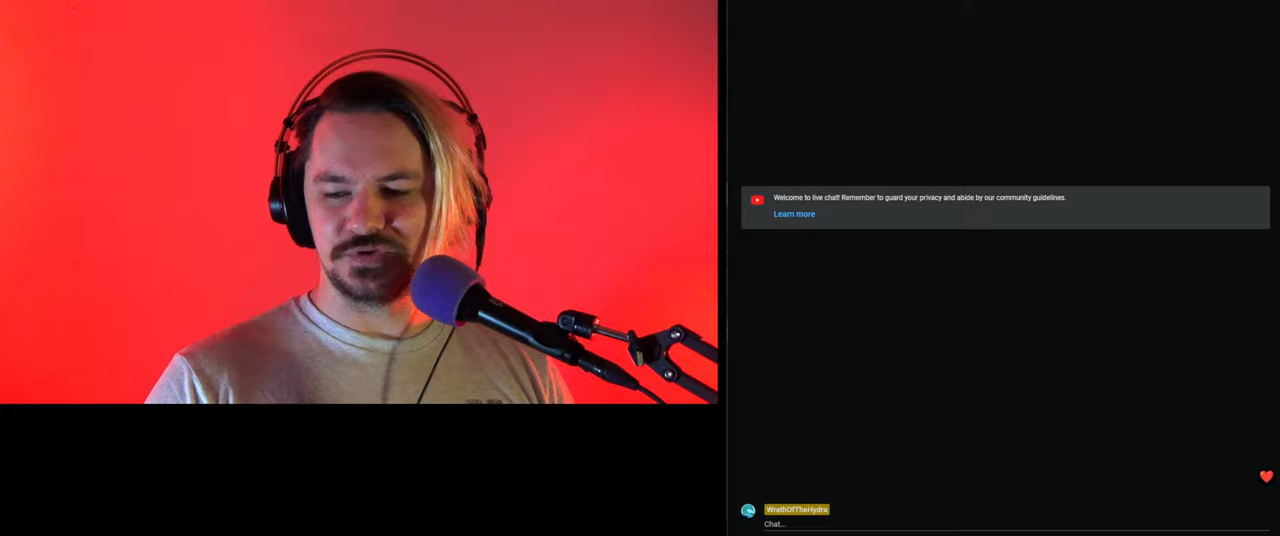 Welcome to live chat! Remember to guard your privacy and abide by our community guidelines.
Learn more
WrathOfTheHydra
Chat...